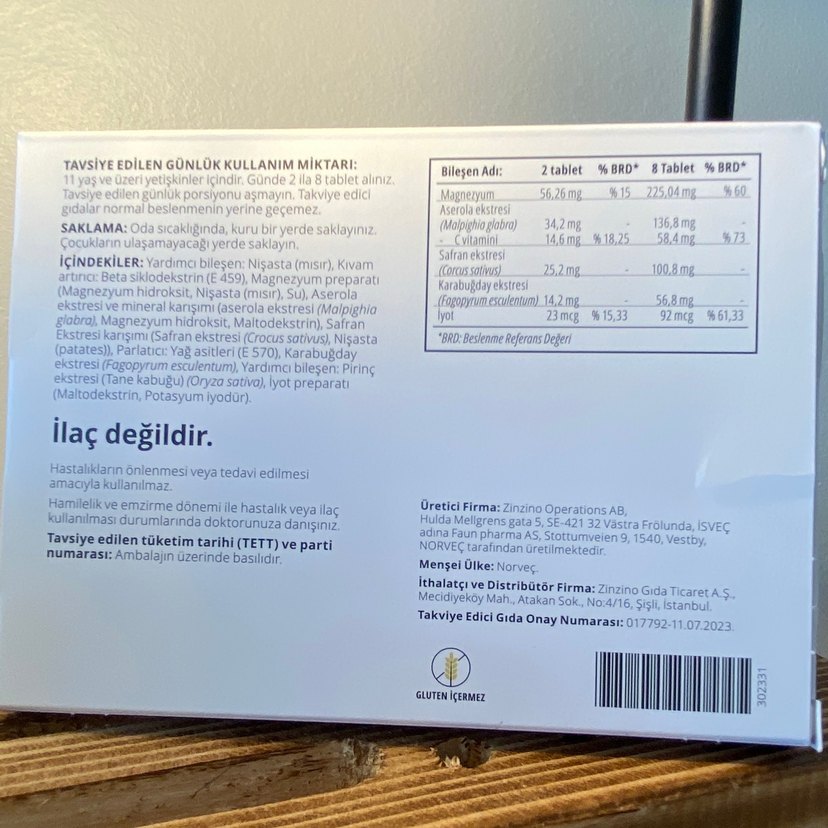 TAVSİYE EDİLEN GÜNLÜK KULLANIM MİKTARI:
11 yaş ve üzeri yetişkinler içindir. Günde 2 ila 8 tablet alınız.
Tavsiye edilen günlük porsiyonu aşmayın. Takviye edici
gıdalar normal beslenmenin yerine geçemez.
SAKLAMA: Oda sıcaklığında, kuru bir yerde saklayınız.
Çocukların ulaşamayacağı yerde saklayın.
İÇİNDEKİLER: Yardımcı bileşen: Nişasta (mısır), Kıvam
artırıcı: Beta siklodekstrin (E 459), Magnezyum preparatı
(Magnezyum hidroksit, Nişasta (mısır), Su), Aserola
ekstresi ve mineral karışımı (aserola ekstresi (Malpighia
glabra), Magnezyum hidroksit, Maltodekstrin), Safran
Ekstresi karışımı (Safran ekstresi (Crocus sativus), Nişasta
(patates)), Parlatıcı: Yağ asitleri (E 570), Karabuğday
ekstresi (Fagopyrum esculentum), Yardımcı bileşen: Pirinç
ekstresi (Tane kabuğu) (Oryza sativa), İyot preparatı
(Maltodekstrin, Potasyum iyodür).
İlaç değildir.
Hastalıkların önlenmesi veya tedavi edilmesi
amacıyla kullanılmaz.
Hamilelik ve emzirme dönemi ile hastalık veya ilaç
kullanılması durumlarında doktorunuza danışınız.
Tavsiye edilen tüketim tarihi (TETT) ve parti
numarası: Ambalajın üzerinde basılıdır.
Bileşen Adı: 2 tablet % BRD* 8 Tablet % BRD*
Magnezyum 56,26 mg % 15 225,04 mg % 60
Aserola ekstresi
(Malpighia glabra) 34,2 mg - 136,8 mg -
- C vitamini 14,6 mg % 18,25 58,4 mg % 73
Safran ekstresi
(Corcus sativus) 25,2 mg - 100,8 mg -
Karabuğday ekstresi
(Fagopyrum esculentum) 14,2 mg - 56,8 mg -
İyot 23 mcg % 15,33 92 mcg % 61,33
*BRD: Beslenme Referans Değeri
Üretici Firma: Zinzino Operations AB,
Hulda Mellgrens gata 5, SE-421 32 Västra Frölunda, İSVEÇ
adına Faun pharma AS, Stottumveien 9, 1540, Vestby,
NORVEÇ tarafından üretilmektedir.
Menşei Ülke: Norveç.
İthalatçı ve Distribütör Firma: Zinzino Gıda Ticaret A.Ş.,
Mecidiyeköy Mah., Atakan Sok., No:4/16, Şişli, İstanbul.
Takviye Edici Gıda Onay Numarası: 017792-11.07.2023.
GLUTEN İÇERMEZ
302331